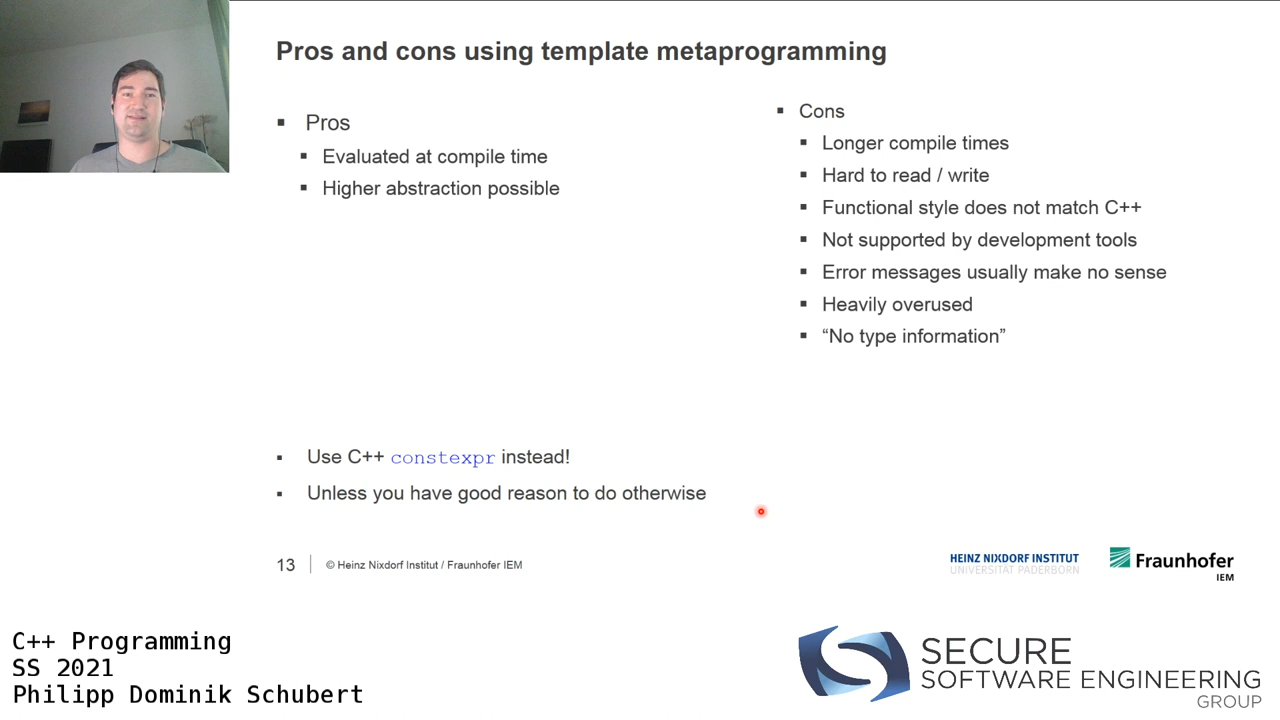 Pros and cons using template metaprogramming
Pros
Evaluated at compile time
Higher abstraction possible
Cons
Longer compile times
Hard to read / write
Functional style does not match C++
Not supported by development tools
Error messages usually make no sense
Heavily overused
“No type information”
Use C++ constexpr instead!
Unless you have good reason to do otherwise
13
© Heinz Nixdorf Institut / Fraunhofer IEM
HEINZ NIXDORF INSTITUT
UNIVERSITÄT PADERBORN
Fraunhofer
IEM
C++ Programming
SS 2021
Philipp Dominik Schubert
SECURE
SOFTWARE ENGINEERING
GROUP